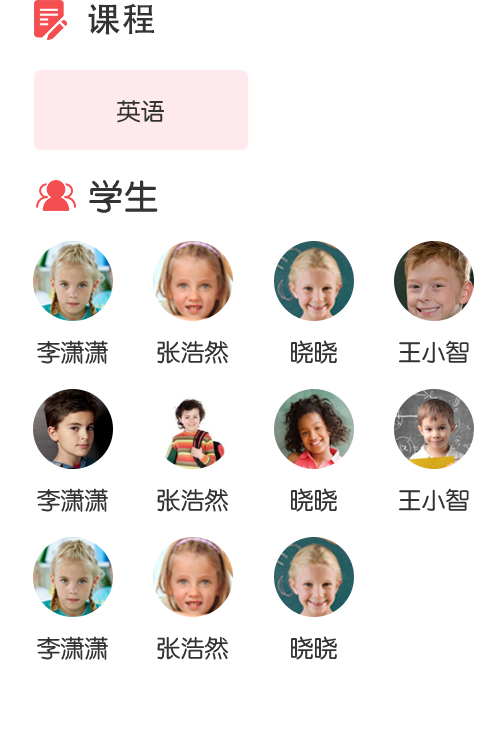 课程
英语
学生
李潇潇 张浩然 晓晓 王小智
李潇潇 张浩然 晓晓 王小智
李潇潇 张浩然 晓晓